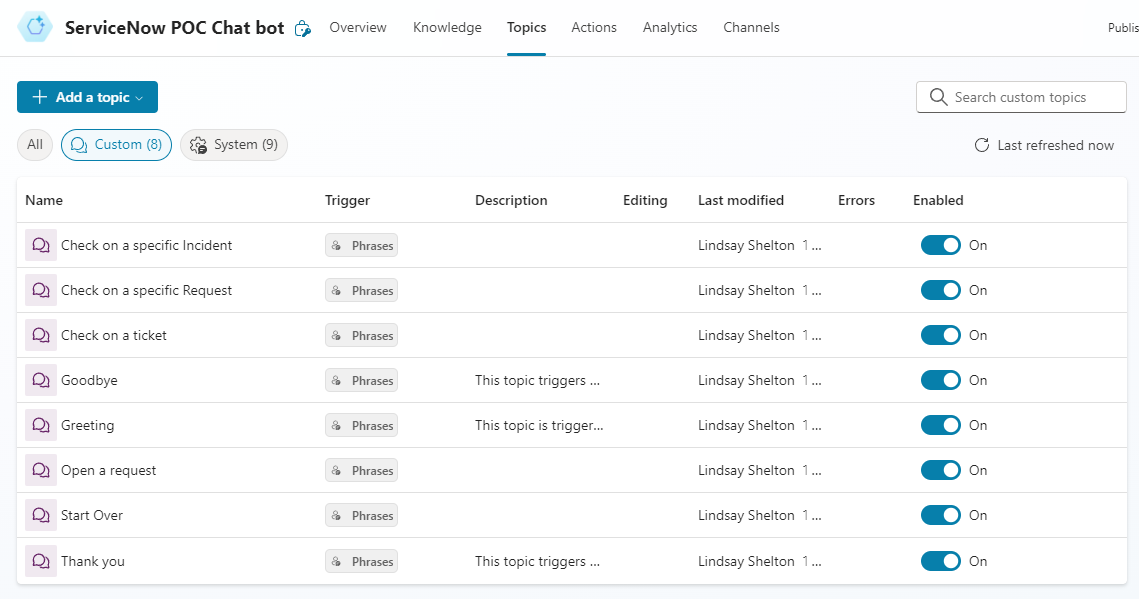 ServiceNow POC Chat bot Overview Knowledge Topics Actions Analytics Channels Publis
Add a topic Search custom topics
All Custom (8) System (9) Last refreshed now
Name Trigger Description Editing Last modified Errors Enabled
Check on a specific Incident Phrases Lindsay Shelton 1 ... On
Check on a specific Request Phrases Lindsay Shelton 1 ... On
Check on a ticket Phrases Lindsay Shelton 1 ... On
Goodbye Phrases This topic triggers ... Lindsay Shelton 1 ... On
Greeting Phrases This topic is trigger... Lindsay Shelton 1 ... On
Open a request Phrases Lindsay Shelton 1 ... On
Start Over Phrases Lindsay Shelton 1 ... On
Thank you Phrases This topic triggers ... Lindsay Shelton 1 ... On